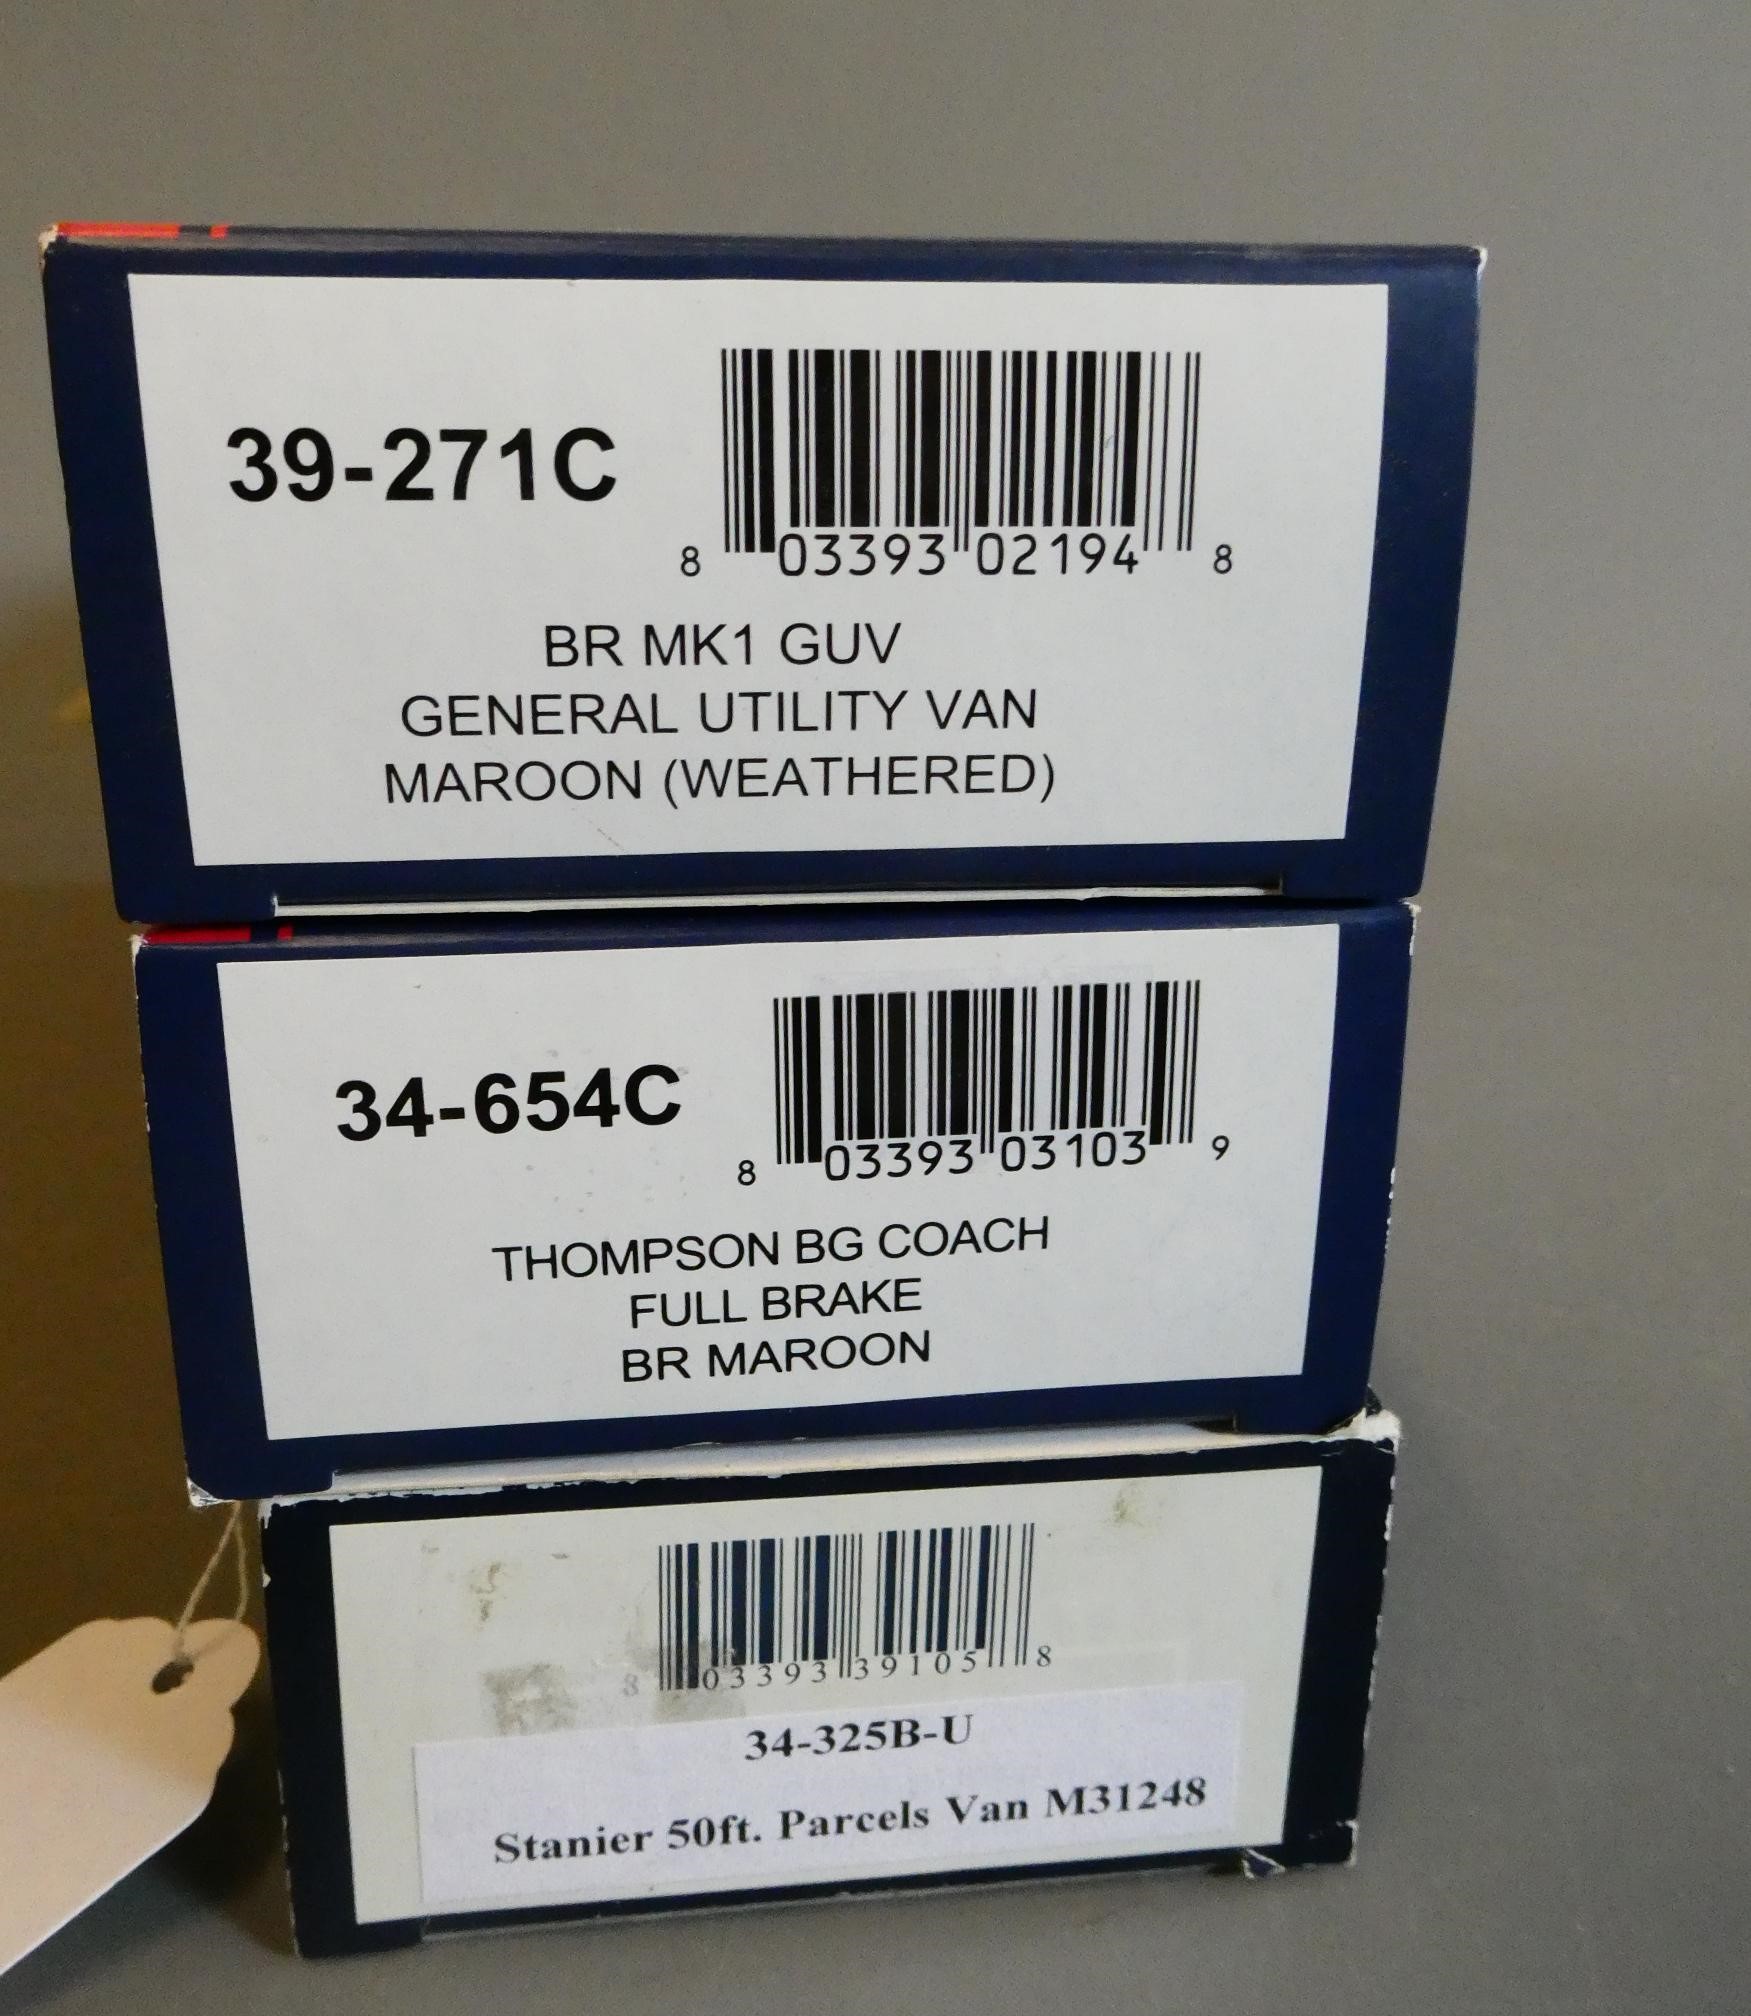 39-271C
8 03393 02194 8
BR MK1 GUV
GENERAL UTILITY VAN
MAROON (WEATHERED)
34-654C
8 03393 03103 9
THOMPSON BG COACH
FULL BRAKE
BR MAROON
8 03393 39105 8
34-325B-U
Stanier 50ft. Parcels Van M31248